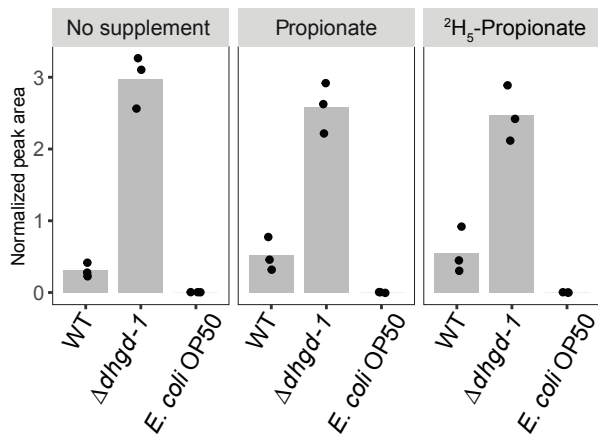 No supplement
Propionate
²H₅-Propionate
Normalized peak area
3
2
1
0
WT
Δdhgd-1
E. coli OP50
WT
Δdhgd-1
E. coli OP50
WT
Δdhgd-1
E. coli OP50